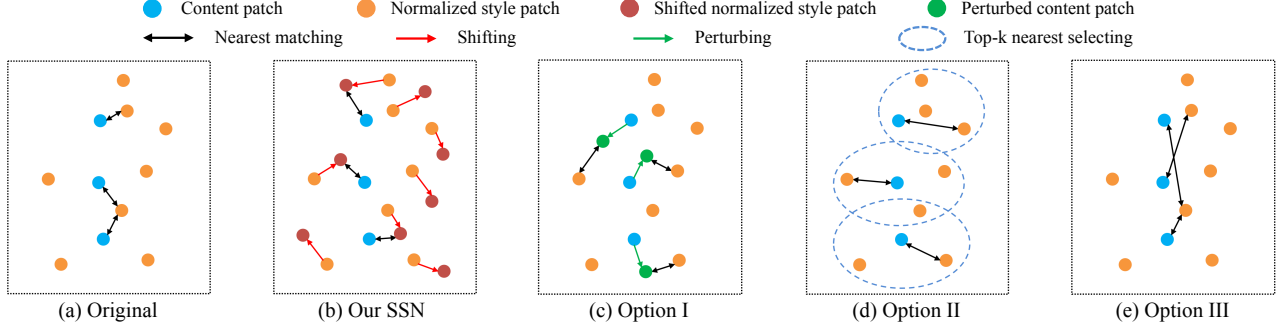 Content patch Normalized style patch Shifted normalized style patch Perturbed content patch
Nearest matching Shifting Perturbing Top-k nearest selecting
(a) Original (b) Our SSN (c) Option I (d) Option II (e) Option III